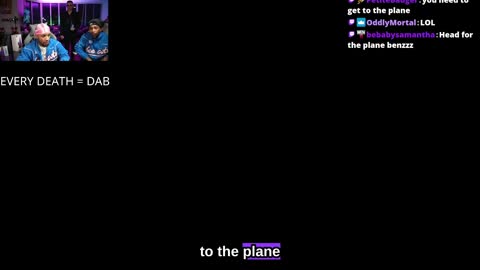 PetiteBadger: you need to
get to the plane
OddlyMortal: LOL
bebabysamantha: Head for
the plane benzzz
EVERY DEATH = DAB
to the plane